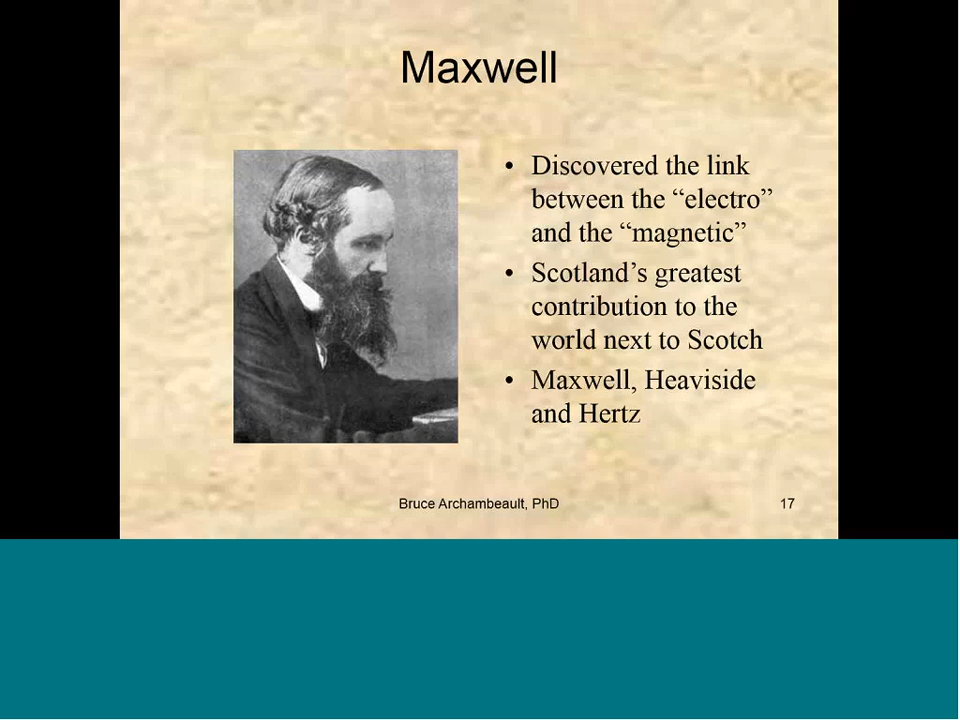 Maxwell
• Discovered the link
between the “electro”
and the “magnetic”
• Scotland’s greatest
contribution to the
world next to Scotch
• Maxwell, Heaviside
and Hertz
Bruce Archambeault, PhD
17